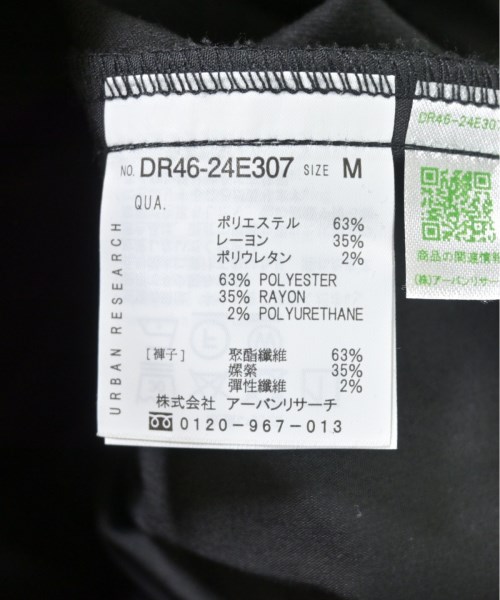 NO. DR46-24E307 SIZE M
QUA.
ポリエステル 63%
レーヨン 35%
ポリウレタン 2%
63% POLYESTER
35% RAYON
2% POLYURETHANE
[褲子] 聚酯纖維 63%
嫘縈 35%
彈性纖維 2%
株式会社 アーバンリサーチ
0120-967-013
URBAN RESEARCH
DR46-24E307
商品の関連情報
(株)アーバンリサーチ